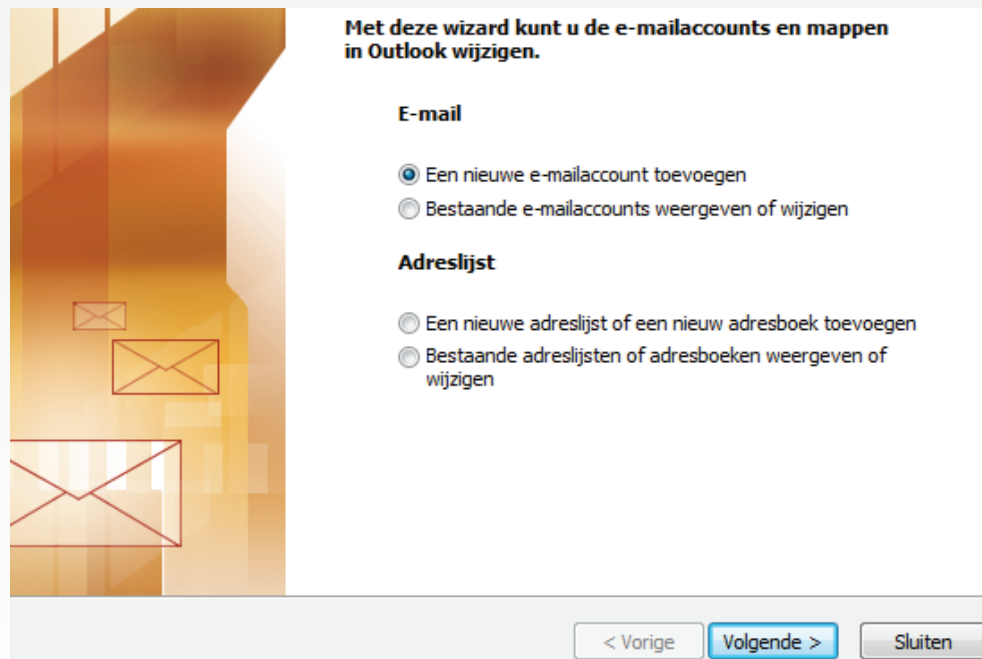 Met deze wizard kunt u de e-mailaccounts en mappen
in Outlook wijzigen.
E-mail
Een nieuwe e-mailaccount toevoegen
Bestaande e-mailaccounts weergeven of wijzigen
Adreslijst
Een nieuwe adreslijst of een nieuw adresboek toevoegen
Bestaande adreslijsten of adresboeken weergeven of
wijzigen
< Vorige Volgende > Sluiten